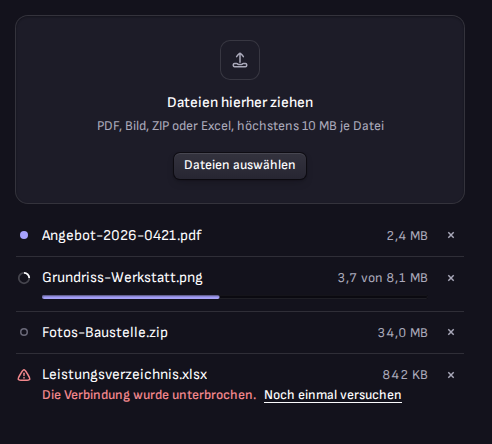 Dateien hierher ziehen
PDF, Bild, ZIP oder Excel, höchstens 10 MB je Datei
Dateien auswählen
Angebot-2026-0421.pdf 2,4 MB ×
Grundriss-Werkstatt.png 3,7 von 8,1 MB ×
Fotos-Baustelle.zip 34,0 MB ×
Leistungsverzeichnis.xlsx 842 KB ×
Die Verbindung wurde unterbrochen. Noch einmal versuchen